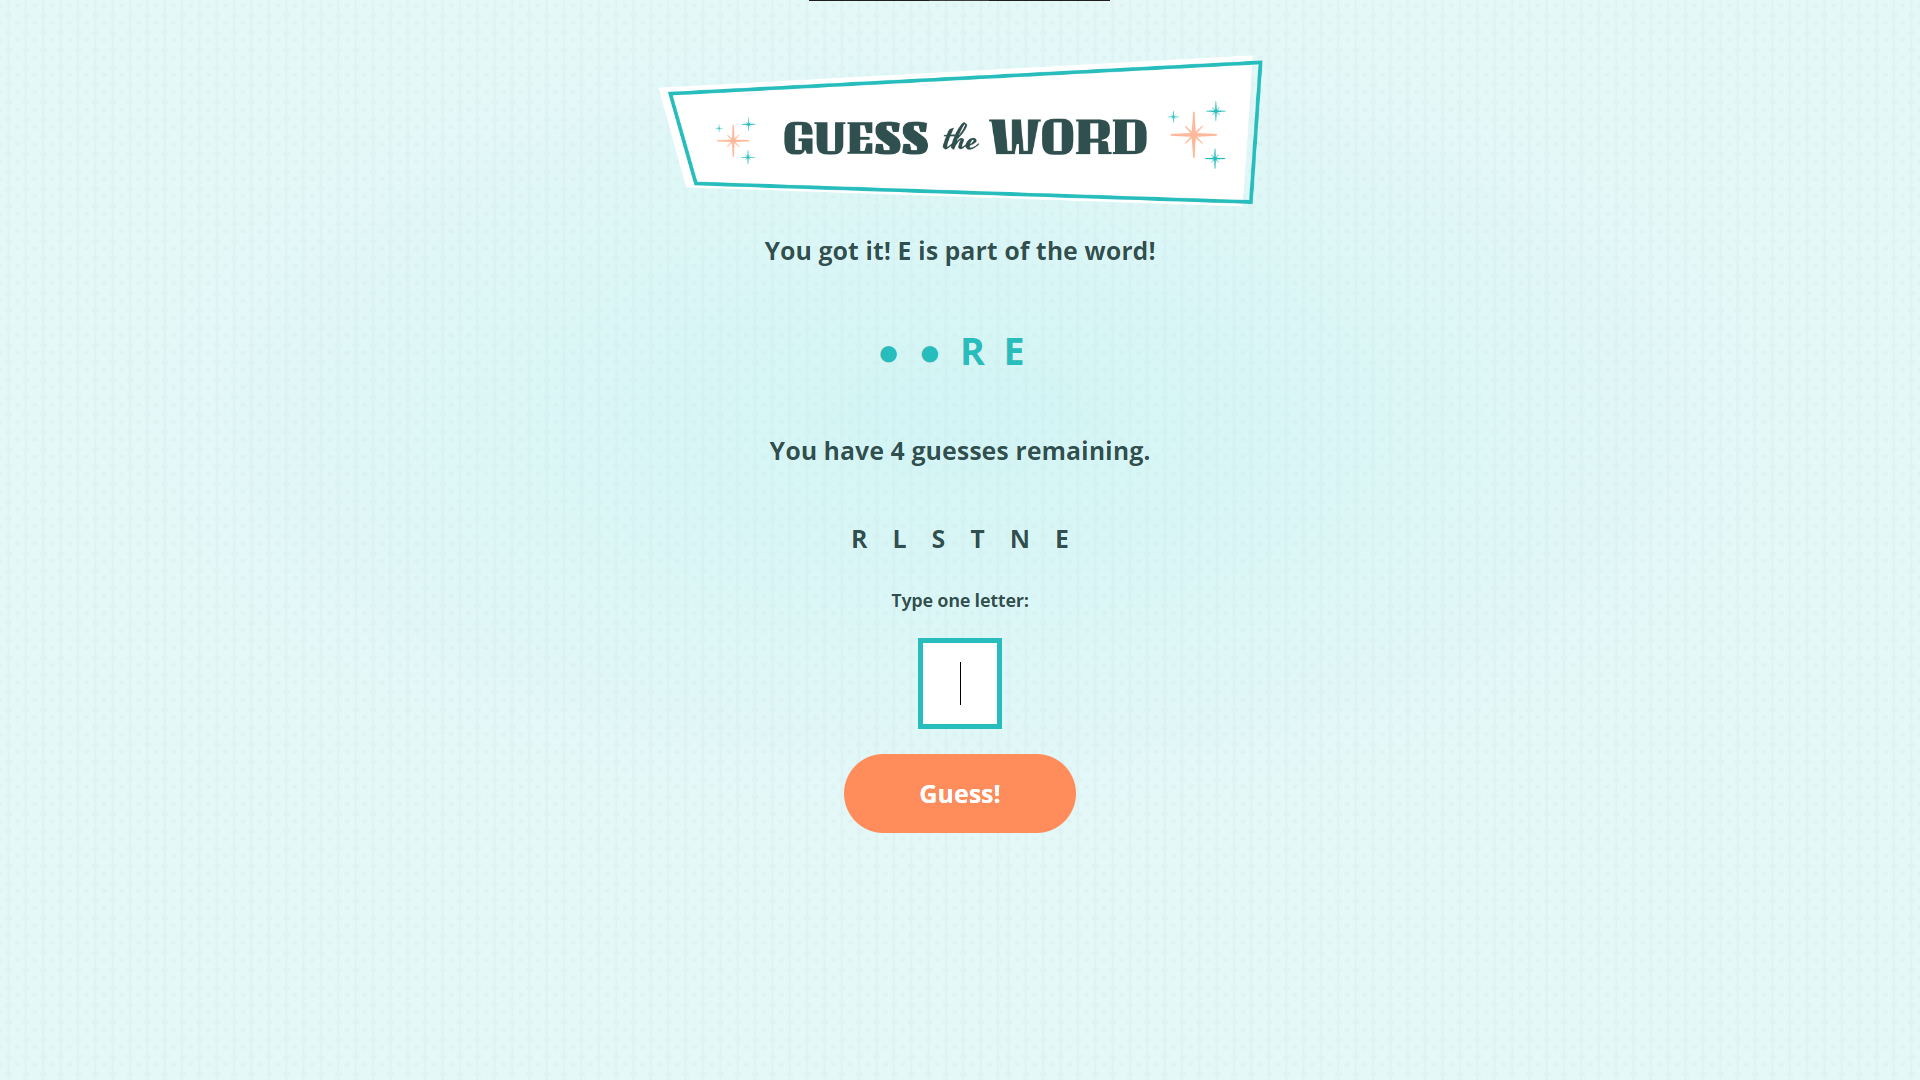 GUESS the WORD
You got it! E is part of the word!
● ● R E
You have 4 guesses remaining.
R L S T N E
Type one letter:
Guess!